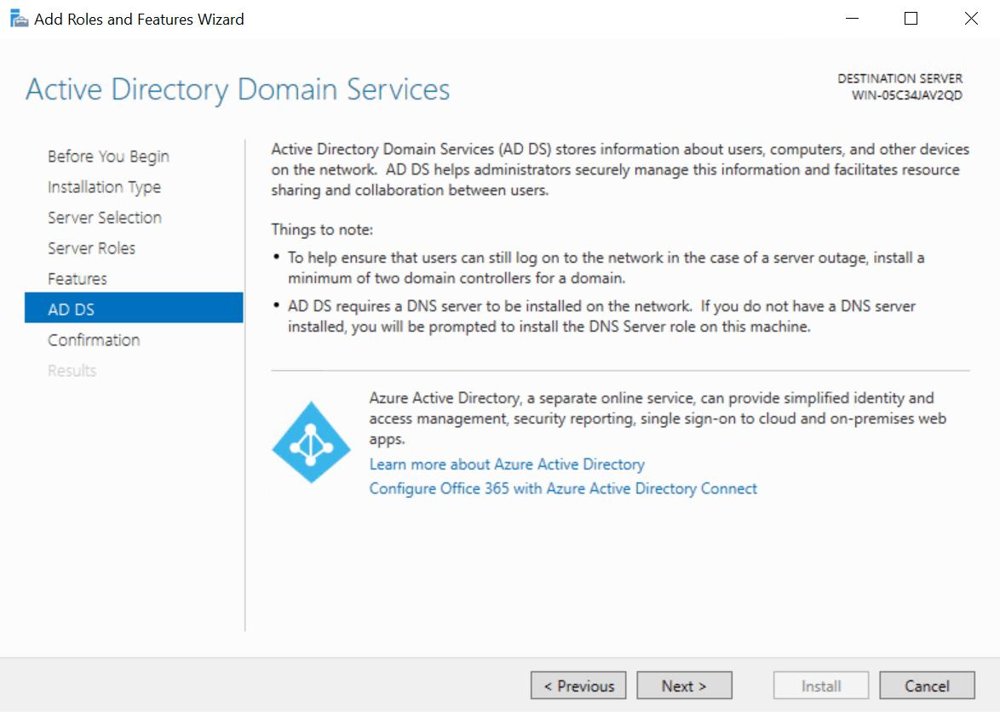 Add Roles and Features Wizard
Active Directory Domain Services
DESTINATION SERVER
WIN-05C34JAV2QD
Before You Begin
Installation Type
Server Selection
Server Roles
Features
AD DS
Confirmation
Results
Active Directory Domain Services (AD DS) stores information about users, computers, and other devices
on the network.  AD DS helps administrators securely manage this information and facilitates resource
sharing and collaboration between users.
Things to note:
• To help ensure that users can still log on to the network in the case of a server outage, install a
minimum of two domain controllers for a domain.
• AD DS requires a DNS server to be installed on the network.  If you do not have a DNS server
installed, you will be prompted to install the DNS Server role on this machine.
Azure Active Directory, a separate online service, can provide simplified identity and
access management, security reporting, single sign-on to cloud and on-premises web
apps.
Learn more about Azure Active Directory
Configure Office 365 with Azure Active Directory Connect
< Previous
Next >
Install
Cancel